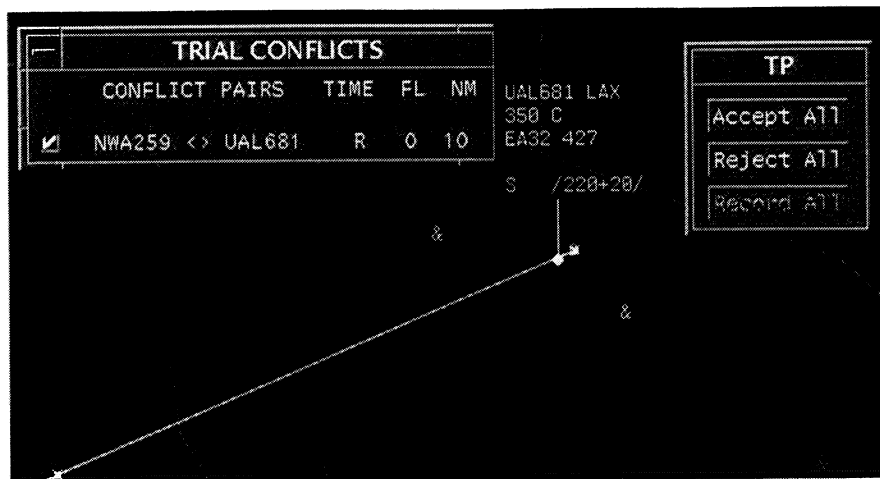 TRIAL CONFLICTS
CONFLICT PAIRS TIME FL NM
NWA259 <> UAL681 R 0 10
UAL681 LAX
350 C
EA32 427
S /220+20/
TP
Accept All
Reject All
Record All
&
&